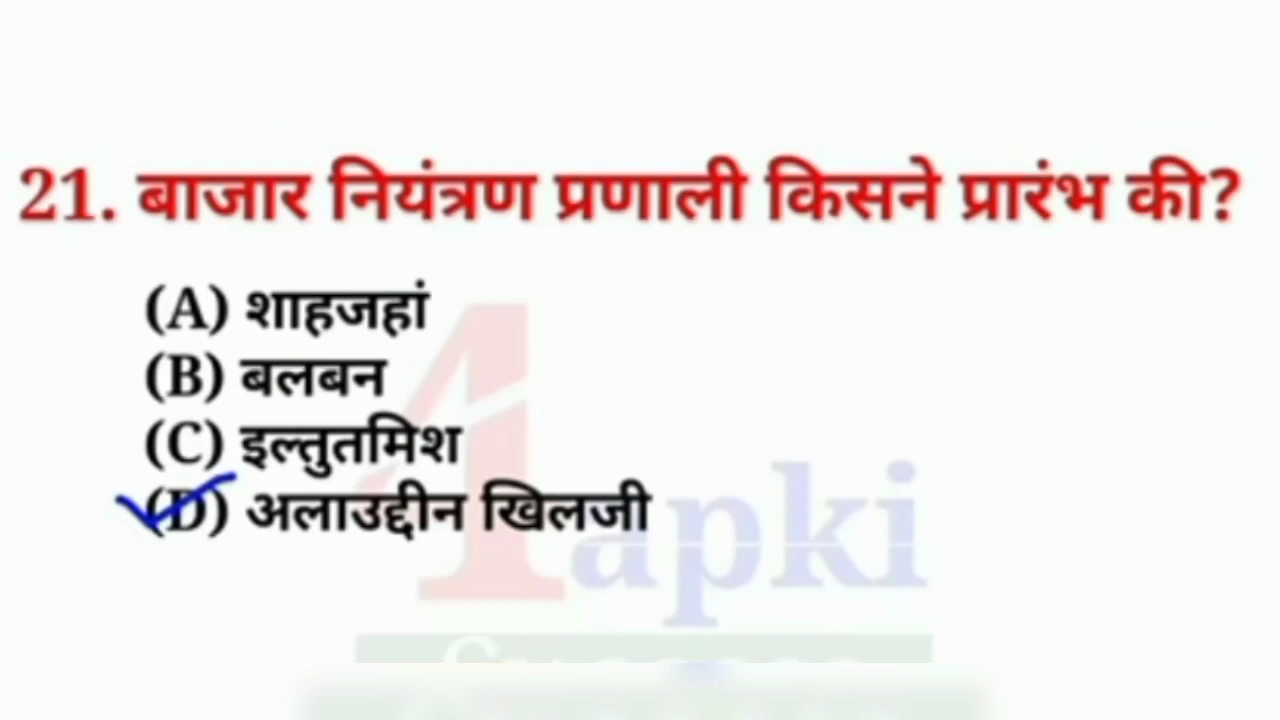 21. बाजार नियंत्रण प्रणाली किसने प्रारंभ की?
(A) शाहजहां
(B) बलबन
(C) इल्तुतमिश
(D) अलाउद्दीन खिलजी
apki